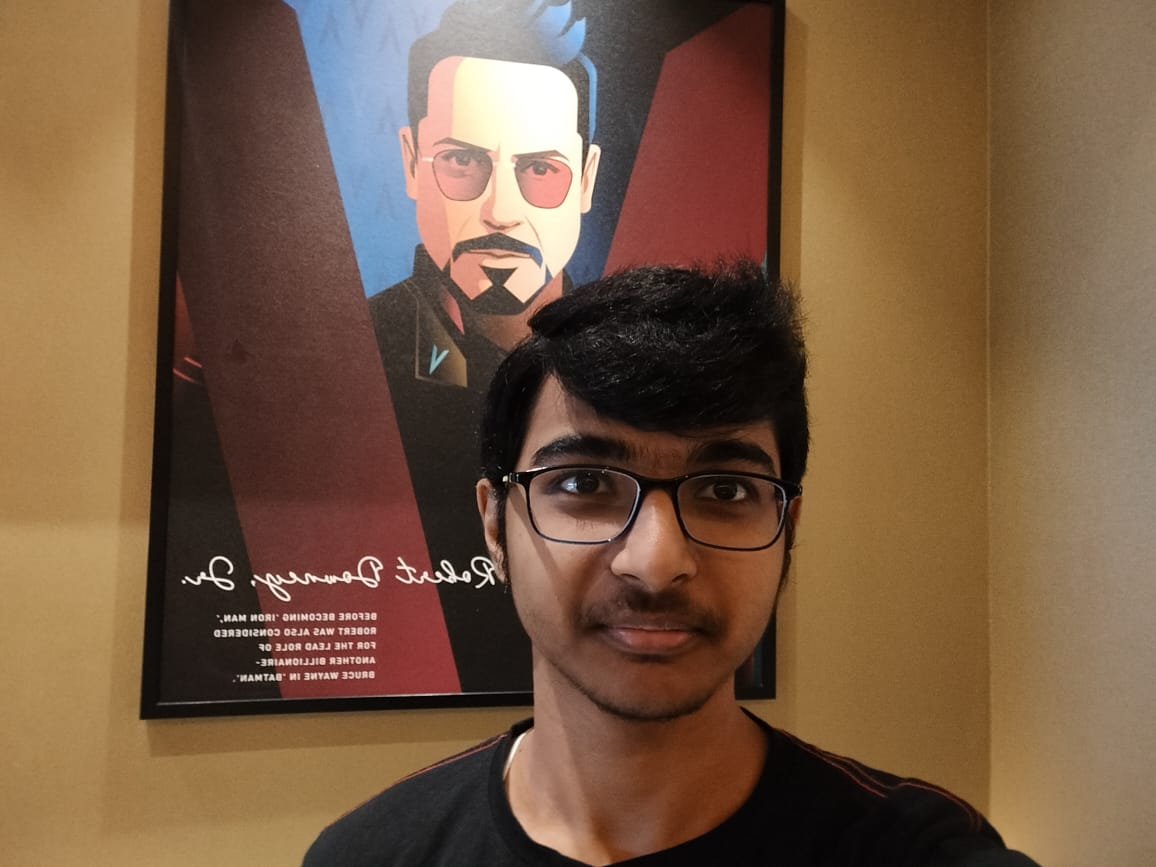 Robert Downey, Jr.
BEFORE BECOMING 'IRON MAN',
ROBERT WAS ALSO CONSIDERED
FOR THE LEAD ROLE OF
ANOTHER BILLIONAIRE-
BRUCE WAYNE IN 'BATMAN'.